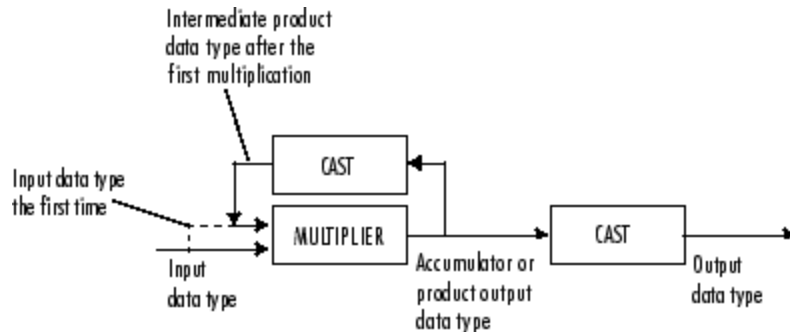 Intermediate product
data type after the
first multiplication
CAST
Input data type
the first time
MULTIPLIER
CAST
Input
data type
Accumulator or
product output
data type
Output
data type